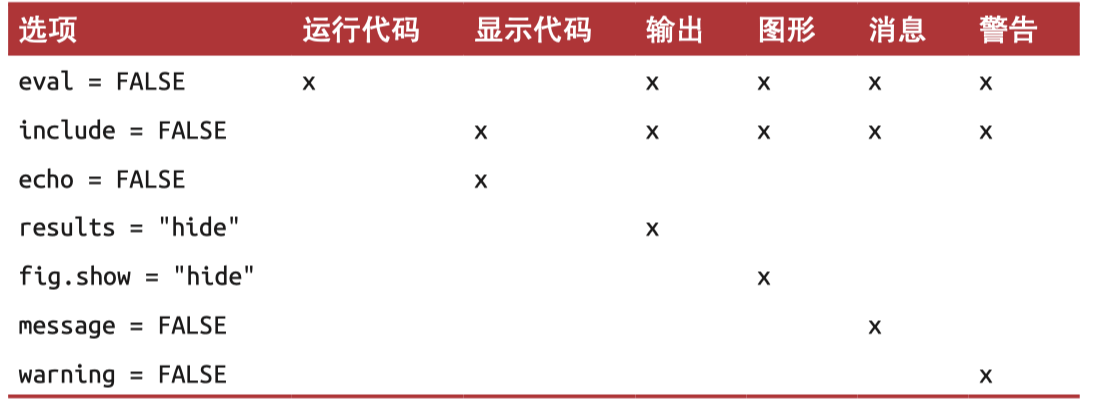 选项 运行代码 显示代码 输出 图形 消息 警告
eval = FALSE x x x x x
include = FALSE x x x x x
echo = FALSE x
results = "hide" x
fig.show = "hide" x
message = FALSE x
warning = FALSE x